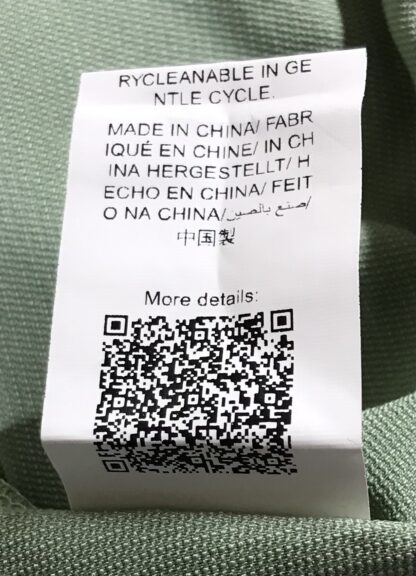 RYCLEANABLE IN GE
NTLE CYCLE.
MADE IN CHINA/ FABR
IQUÉ EN CHINE/ IN CH
INA HERGESTELLT/ H
ECHO EN CHINA/ FEIT
O NA CHINA/صنع بالصين/
中国製
More details: